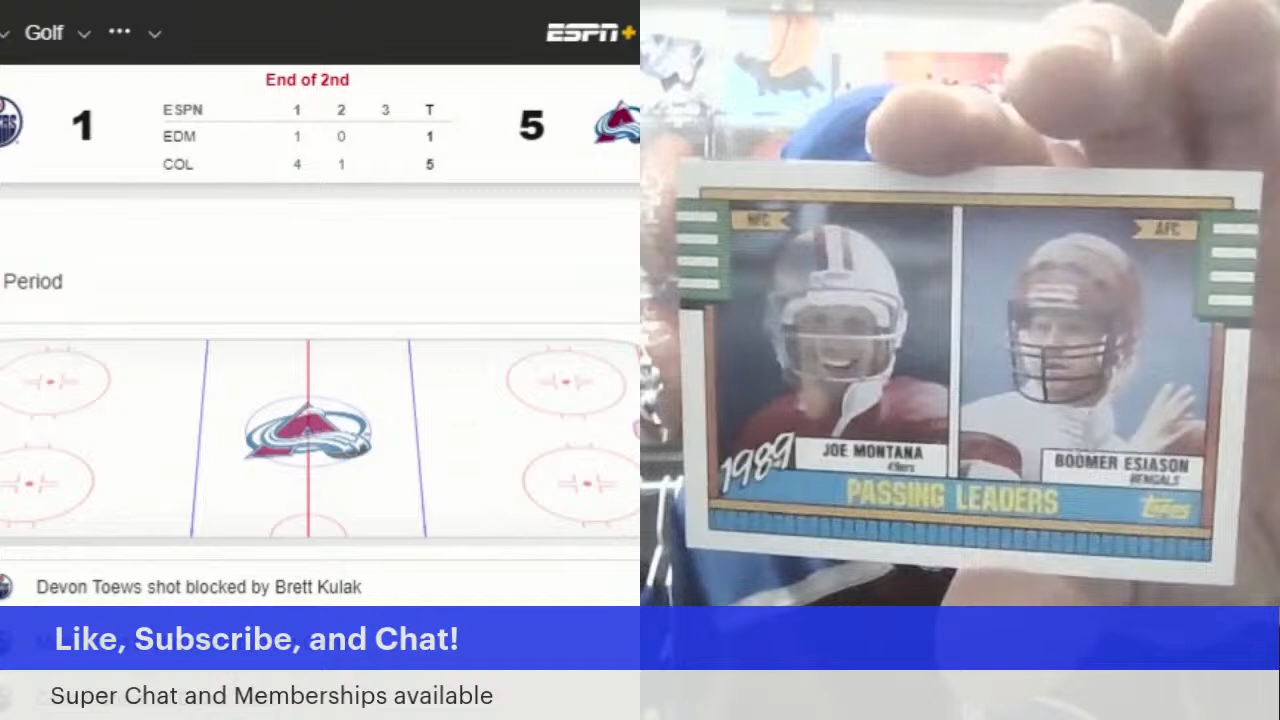 Golf
ESPN+
End of 2nd
1
ESPN 1 2 3 T
EDM 1 0 1
COL 4 1 5
5
Period
Devon Toews shot blocked by Brett Kulak
NFC
AFC
1989
JOE MONTANA
49ers
BOOMER ESIASON
BENGALS
PASSING LEADERS
Topps
Like, Subscribe, and Chat!
Super Chat and Memberships available